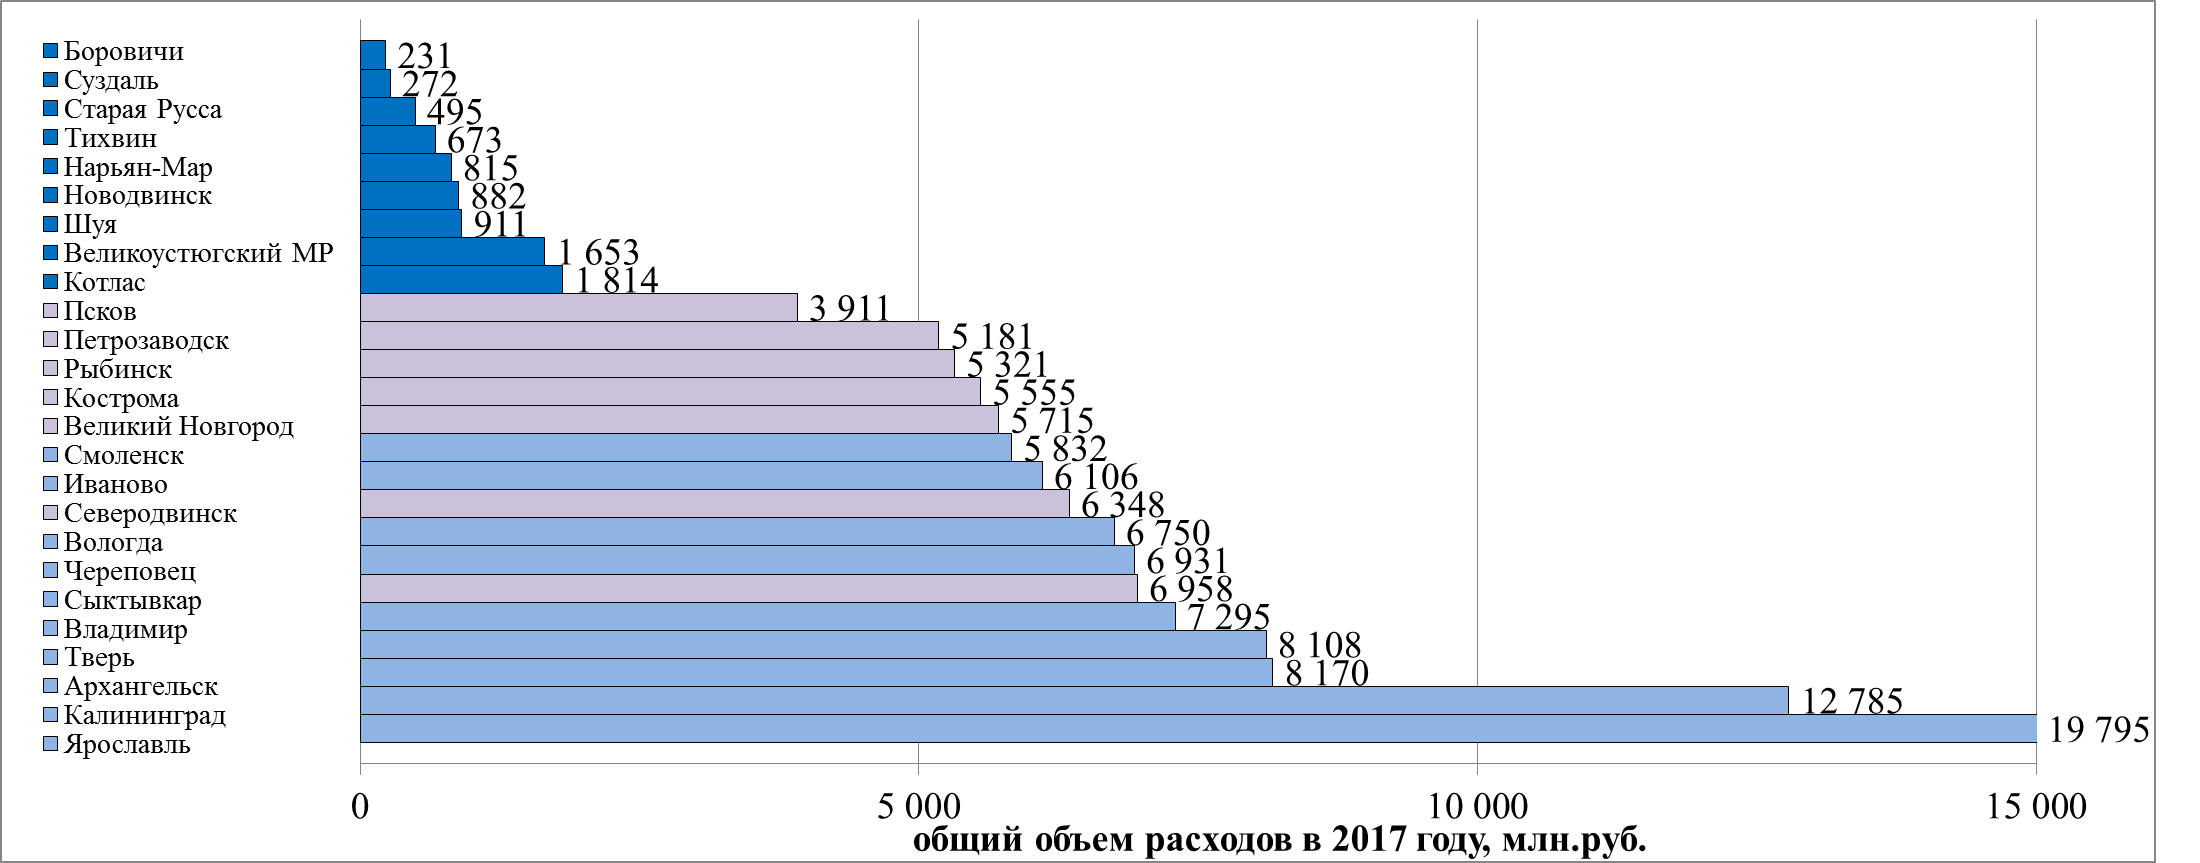 Боровичи
Суздаль
Старая Русса
Тихвин
Нарьян-Мар
Новодвинск
Шуя
Великоустюгский МР
Котлас
Псков
Петрозаводск
Рыбинск
Кострома
Великий Новгород
Смоленск
Иваново
Северодвинск
Вологда
Череповец
Сыктывкар
Владимир
Тверь
Архангельск
Калининград
Ярославль
231
272
495
673
815
882
911
1 653
1 814
3 911
5 181
5 321
5 555
5 715
5 832
6 106
6 348
6 750
6 931
6 958
7 295
8 108
8 170
12 785
19 795
0 5 000 10 000 15 000
общий объем расходов в 2017 году, млн.руб.